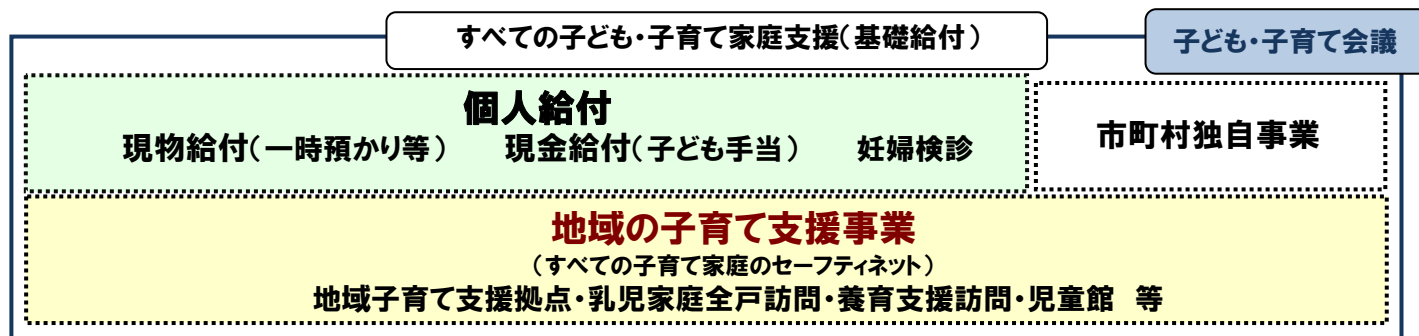 すべての子ども・子育て家庭支援（基礎給付）
子ども・子育て会議
個人給付
現物給付（一時預かり等）　現金給付（子ども手当）　妊婦検診
市町村独自事業
地域の子育て支援事業
（すべての子育て家庭のセーフティネット）
地域子育て支援拠点・乳児家庭全戸訪問・養育支援訪問・児童館　等